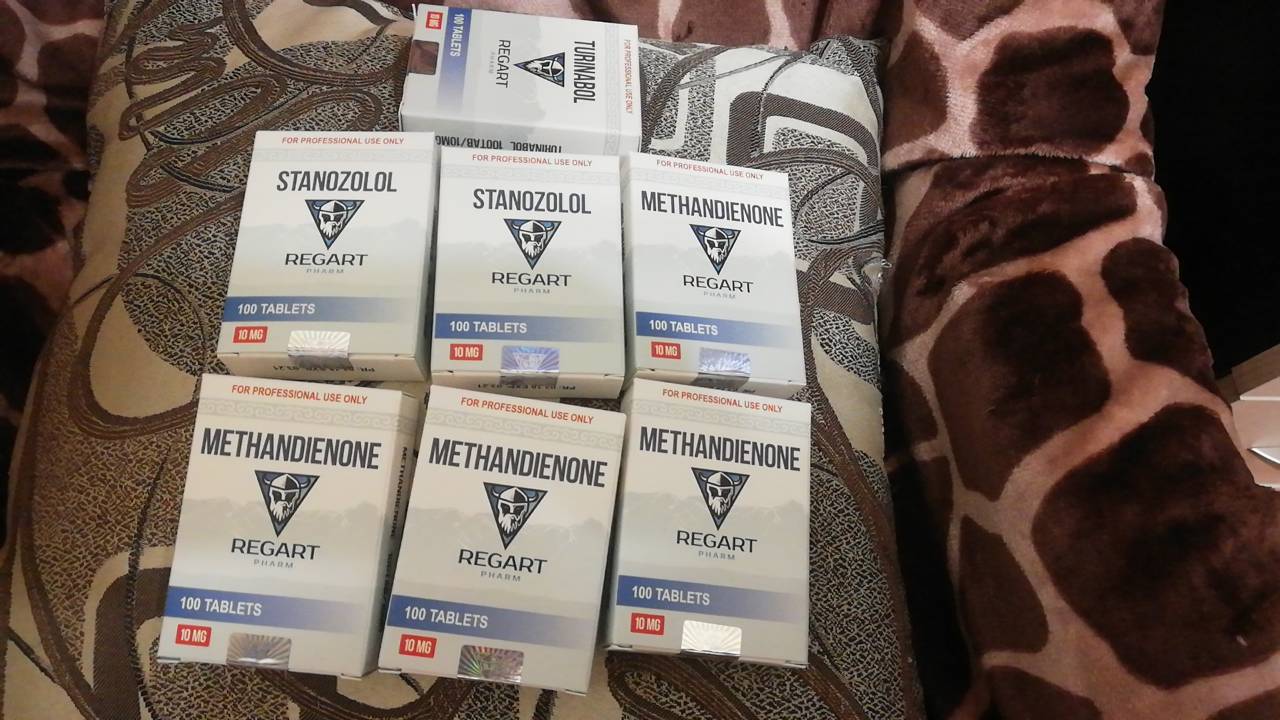 FOR PROFESSIONAL USE ONLY
TURINABOL
REGART
PHARM
100 TABLETS
10 MG
TURINABOL 100TAB/10MG
FOR PROFESSIONAL USE ONLY
STANOZOLOL
REGART
PHARM
100 TABLETS
10 MG
FOR PROFESSIONAL USE ONLY
STANOZOLOL
REGART
PHARM
100 TABLETS
10 MG
FOR PROFESSIONAL USE ONLY
METHANDIENONE
REGART
PHARM
100 TABLETS
10 MG
FOR PROFESSIONAL USE ONLY
METHANDIENONE
REGART
PHARM
100 TABLETS
10 MG
METHANDIENONE
FOR PROFESSIONAL USE ONLY
METHANDIENONE
REGART
PHARM
100 TABLETS
10 MG
FOR PROFESSIONAL USE ONLY
METHANDIENONE
REGART
PHARM
100 TABLETS
10 MG